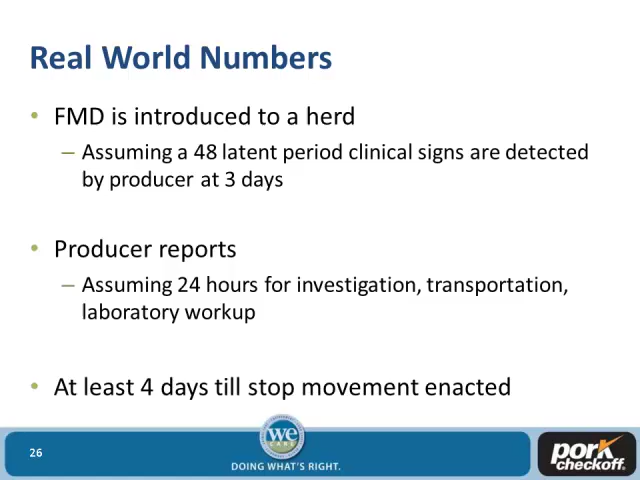 Real World Numbers
• FMD is introduced to a herd
– Assuming a 48 latent period clinical signs are detected
by producer at 3 days
• Producer reports
– Assuming 24 hours for investigation, transportation,
laboratory workup
• At least 4 days till stop movement enacted
26
we
CARE
DOING WHAT'S RIGHT.
pork
checkoff.